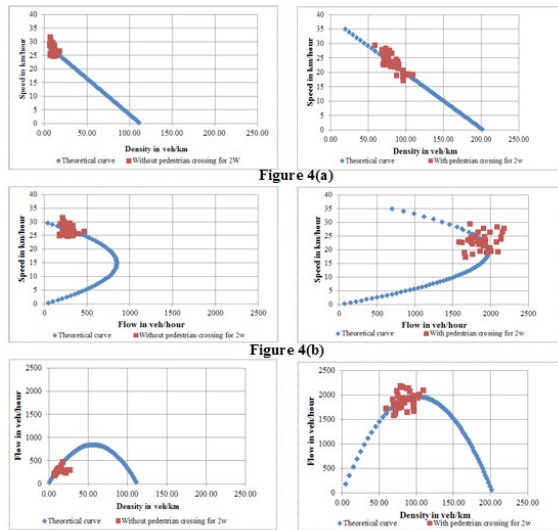 Speed in km/hour
40
35
30
25
20
15
10
5
0
0.00 50.00 100.00 150.00 200.00 250.00
Density in veh/km
Theoretical curve Without pedestrian crossing for 2W
Speed in km/hour
40
35
30
25
20
15
10
5
0
0.00 50.00 100.00 150.00 200.00 250.00
Density in veh/km
Theoretical curve With pedestrian crossing for 2w
Figure 4(a)
Speed in km/hour
40
35
30
25
20
15
10
5
0
0 500 1000 1500 2000 2500
Flow in veh/hour
Theoretical curve Without pedestrian crossing for 2w
Speed in km/hour
40
35
30
25
20
15
10
5
0
0 500 1000 1500 2000 2500
Flow in veh/hour
Theoretical curve With pedestrian crossing for 2w
Figure 4(b)
Flow in veh/hour
2500
2000
1500
1000
500
0
0.00 50.00 100.00 150.00 200.00 250.00
Density in veh/km
Theoretical curve Without pedestrian crossing for 2w
Flow in veh/hour
2500
2000
1500
1000
500
0
0.00 50.00 100.00 150.00 200.00 250.00
Density in veh/km
Theoretical curve With pedestrian crossing for 2w